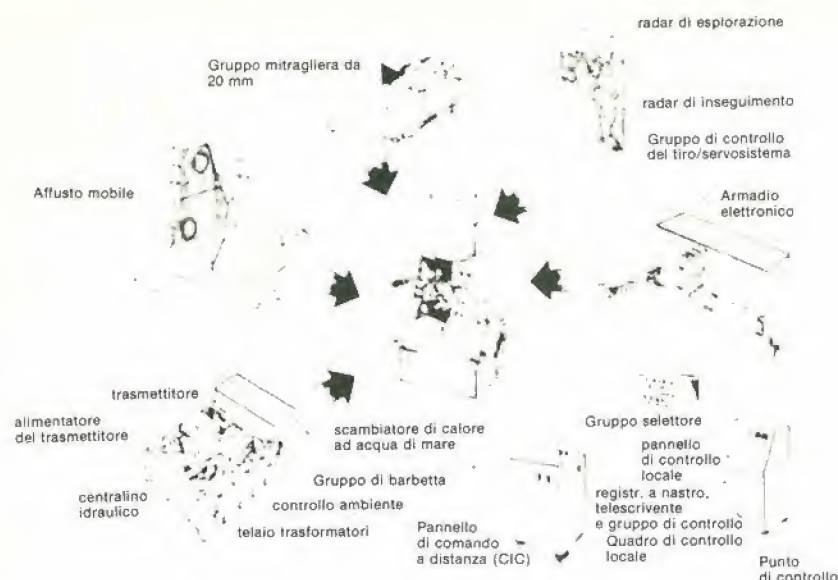 radar di esplorazione
Gruppo mitragliera da
20 mm
radar di inseguimento
Gruppo di controllo
del tiro/servosistema
Affusto mobile
Armadio
elettronico
trasmettitore
alimentatore
del trasmettitore
scambiatore di calore
ad acqua di mare
Gruppo selettore
Gruppo di barbetta
pannello
di controllo
locale
centralino
idraulico
controllo ambiente
registr. a nastro,
telescrivente
e gruppo di controllo
telaio trasformatori
Pannello
di comando
a distanza (CIC)
Quadro di controllo
locale
Punto
di controllo